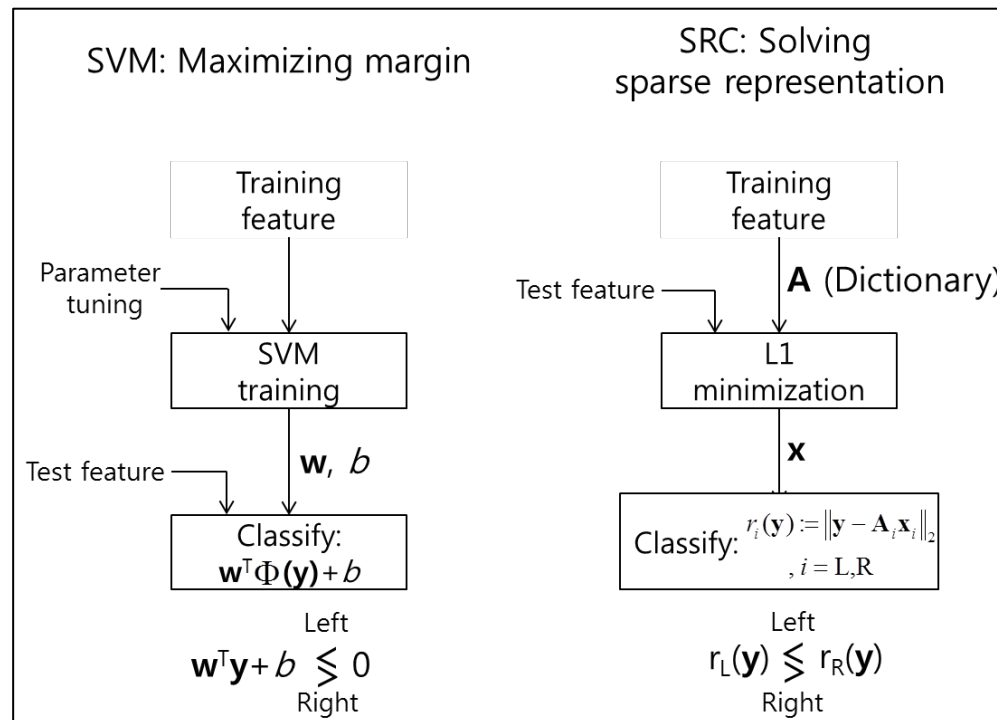 SVM: Maximizing margin
Training
feature
Parameter
tuning
SVM
training
w, b
Test feature
Classify:
wᵀΦ(y)+b
Left
wᵀy+b ≶ 0
Right
SRC: Solving
sparse representation
Training
feature
A (Dictionary)
Test feature
L1
minimization
x
Classify: rᵢ(y) := ‖y − Aᵢxᵢ‖₂
, i = L,R
Left
r_L(y) ≶ r_R(y)
Right